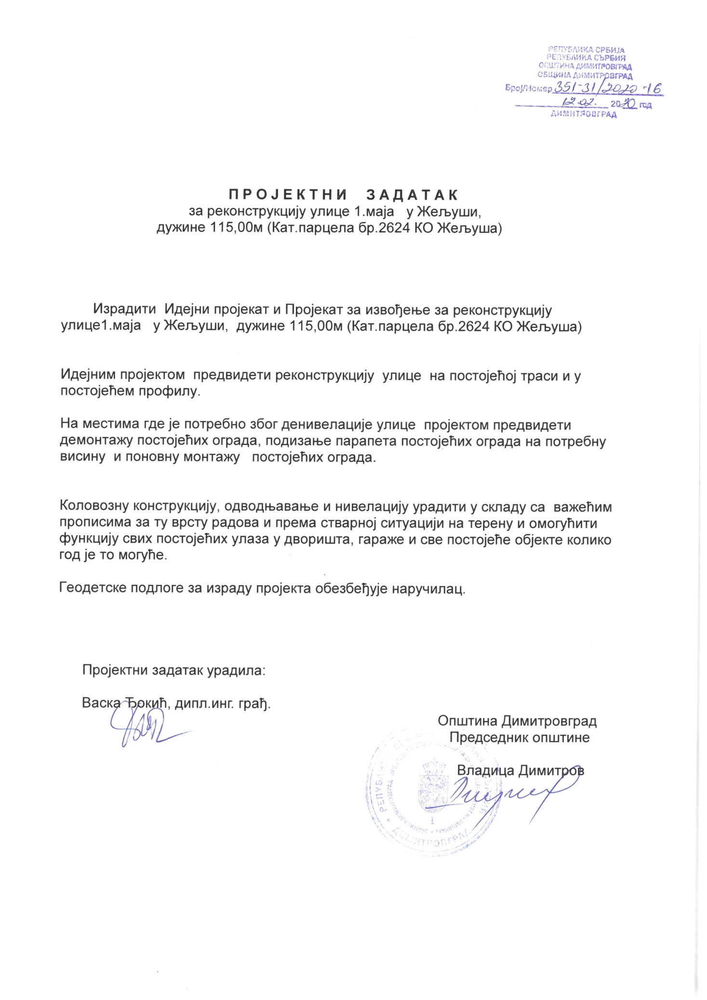 РЕПУБЛИКА СРБИЈА
РЕПУБЛИКА СЪРБИЯ
ОПШТИНА ДИМИТРОВГРАД
ОБЩИНА ДИМИТРОВГРАД
Број/Номер 351-31/2020-16
12.02. 2020 год
ДИМИТРОВГРАД
ПРОЈЕКТНИ ЗАДАТАК
за реконструкцију улице 1.маја у Жељуши,
дужине 115,00м (Кат.парцела бр.2624 КО Жељуша)
Израдити Идејни пројекат и Пројекат за извођење за реконструкцију
улице1.маја у Жељуши, дужине 115,00м (Кат.парцела бр.2624 КО Жељуша)
Идејним пројектом предвидети реконструкцију улице на постојећој траси и у
постојећем профилу.
На местима где је потребно због денивелације улице пројектом предвидети
демонтажу постојећих ограда, подизање парапета постојећих ограда на потребну
висину и поновну монтажу постојећих ограда.
Коловозну конструкцију, одводњавање и нивелацију урадити у складу са важећим
прописима за ту врсту радова и према стварној ситуацији на терену и омогућити
функцију свих постојећих улаза у дворишта, гараже и све постојеће објекте колико
год је то могуће.
Геодетске подлоге за израду пројекта обезбеђује наручилац.
Пројектни задатак урадила:
Васка Ђокић, дипл.инг. грађ.
Општина Димитровград
Председник општине
Владица Димитров
РЕПУБЛИКА
ДИМИТРОВГРАД